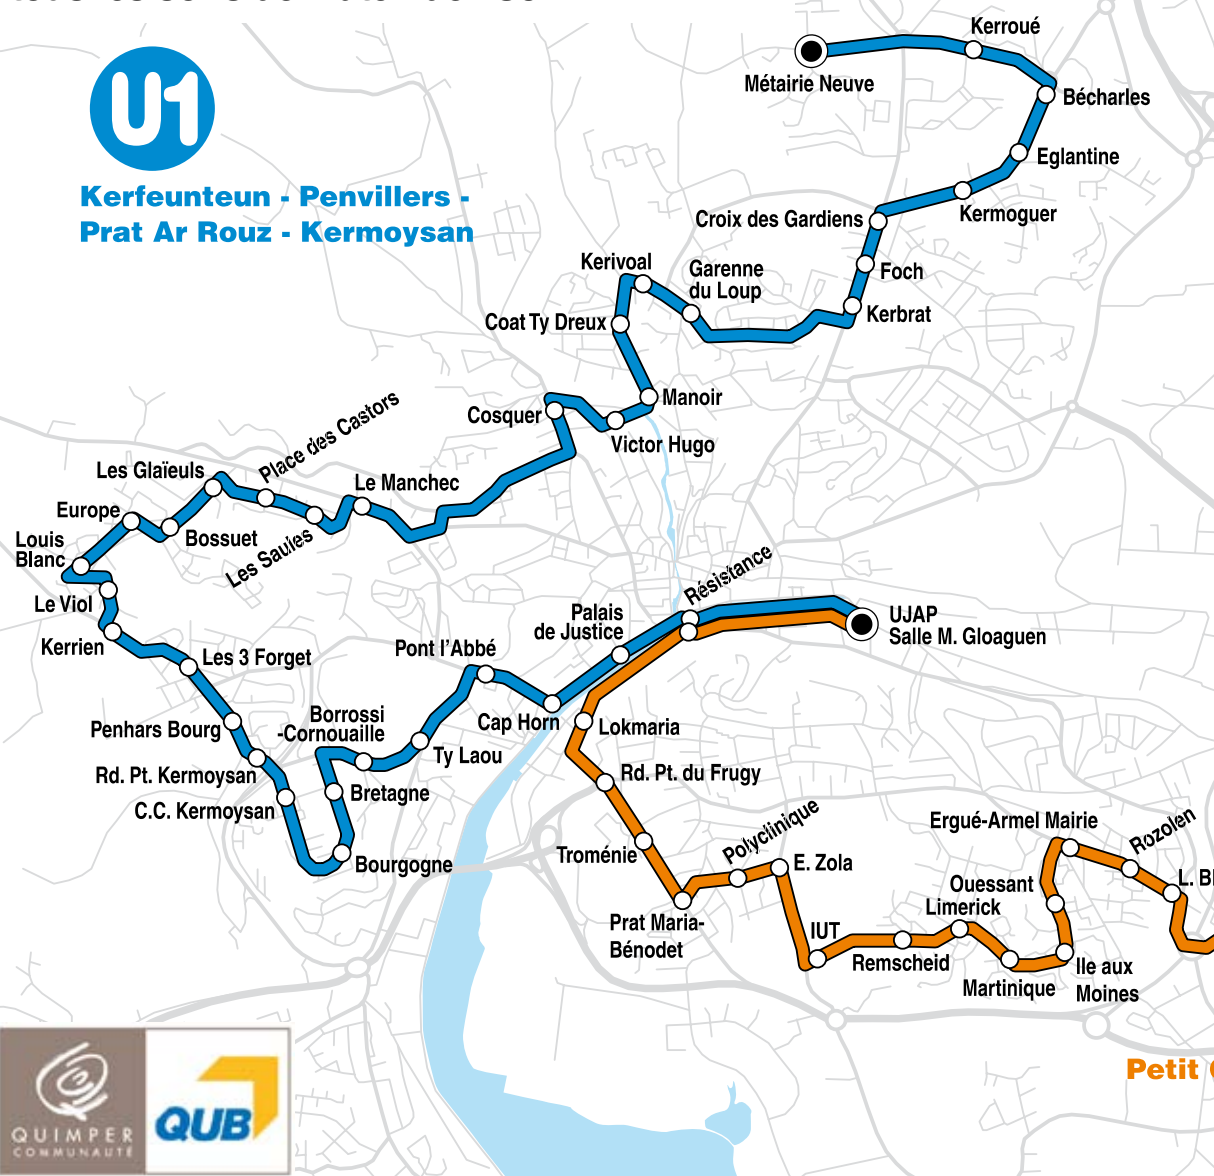 U1
Kerfeunteun - Penvillers -
Prat Ar Rouz - Kermoysan
Kerroué
Métairie Neuve
Bécharles
Eglantine
Kermoguer
Croix des Gardiens
Foch
Kerbrat
Kerivoal
Garenne
du Loup
Coat Ty Dreux
Manoir
Victor Hugo
Cosquer
Place des Castors
Les Glaïeuls
Le Manchec
Europe
Bossuet
Les Saules
Louis
Blanc
Le Viol
Kerrien
Les 3 Forget
Penhars Bourg
Rd. Pt. Kermoysan
C.C. Kermoysan
Bourgogne
Bretagne
Borrossi
-Cornouaille
Ty Laou
Pont l'Abbé
Cap Horn
Palais
de Justice
Résistance
UJAP
Salle M. Gloaguen
Lokmaria
Rd. Pt. du Frugy
Troménie
Prat Maria-
Bénodet
Polyclinique
E. Zola
IUT
Remscheid
Limerick
Martinique
Ile aux
Moines
Ouessant
Ergué-Armel Mairie
Rozolen
Petit
QUIMPER
COMMUNAUTÉ
QUB